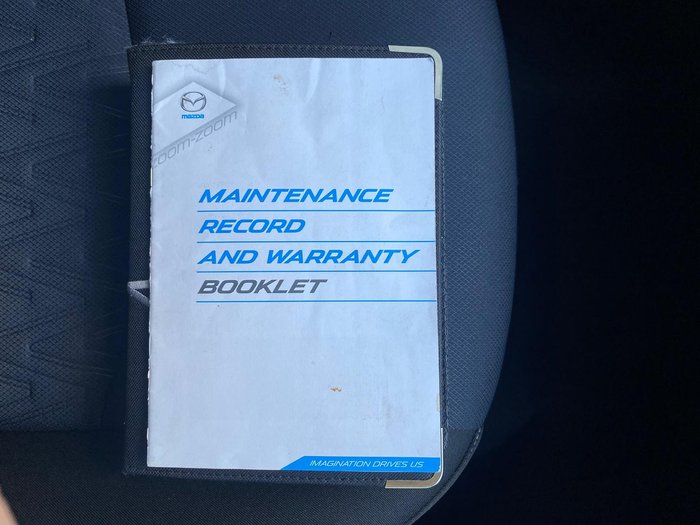 mazda
zoom-zoom
MAINTENANCE
RECORD
AND WARRANTY
BOOKLET
IMAGINATION DRIVES US